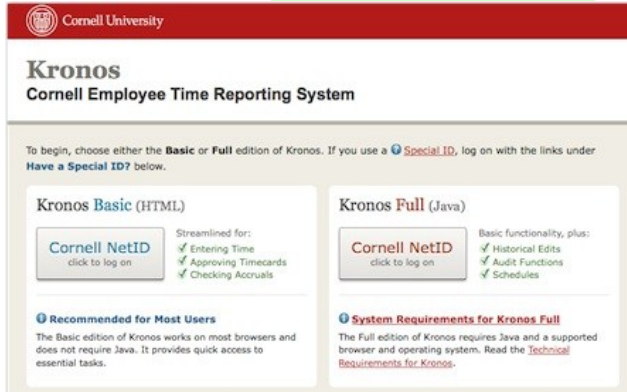 Cornell University
Kronos
Cornell Employee Time Reporting System
To begin, choose either the Basic or Full edition of Kronos. If you use a Special ID, log on with the links under
Have a Special ID? below.
Kronos Basic (HTML)
Cornell NetID
click to log on
Streamlined for:
Entering Time
Approving Timecards
Checking Accruals
Recommended for Most Users
The Basic edition of Kronos works on most browsers and
does not require Java. It provides quick access to
essential tasks.
Kronos Full (Java)
Cornell NetID
click to log on
Basic functionality, plus:
Historical Edits
Audit Functions
Schedules
System Requirements for Kronos Full
The Full edition of Kronos requires Java and a supported
browser and operating system. Read the Technical
Requirements for Kronos.